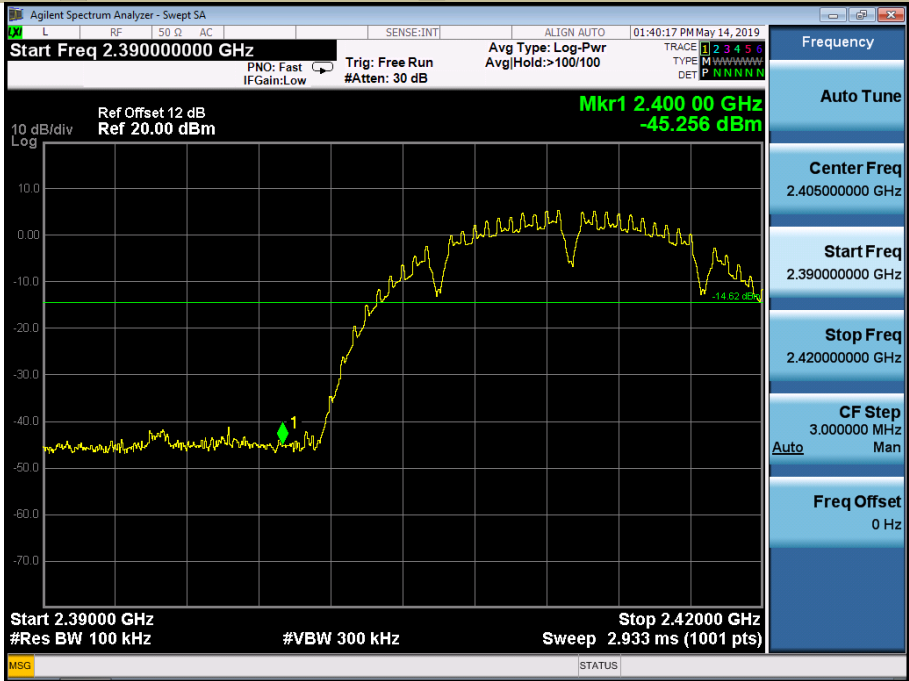 Agilent Spectrum Analyzer - Swept SA
LXI L RF 50 Ω AC SENSE:INT ALIGN AUTO 01:40:17 PM May 14, 2019
Start Freq 2.390000000 GHz
PNO: Fast
IFGain:Low
Trig: Free Run
#Atten: 30 dB
Avg Type: Log-Pwr
Avg|Hold:>100/100
TRACE 1 2 3 4 5 6
TYPE M WWWWW
DET P N N N N N
Frequency
Auto Tune
Center Freq
2.405000000 GHz
Start Freq
2.390000000 GHz
Stop Freq
2.420000000 GHz
CF Step
3.000000 MHz
Auto Man
Freq Offset
0 Hz
Mkr1 2.400 00 GHz
-45.256 dBm
Ref Offset 12 dB
10 dB/div Ref 20.00 dBm
Log
10.0
0.00
-10.0
-14.62 dBm
-20.0
-30.0
-40.0
1
-50.0
-60.0
-70.0
Start 2.39000 GHz Stop 2.42000 GHz
#Res BW 100 kHz #VBW 300 kHz Sweep 2.933 ms (1001 pts)
MSG STATUS